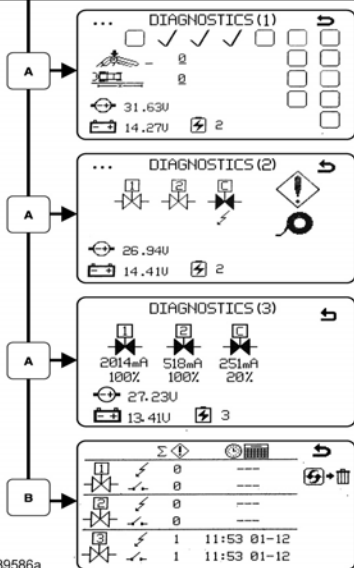 ... DIAGNOSTICS(1)
A
0
0
31.63V
14.27V 2
... DIAGNOSTICS(2)
1 2 C
A
26.94V
14.41V 2
DIAGNOSTICS(3)
1 2 C
A
2014mA 518mA 251mA
100% 100% 20%
27.23V
13.41V 3
Σ
1 0 ---
0 ---
B
2 0 ---
0 ---
3 1 11:53 01-12
1 11:53 01-12